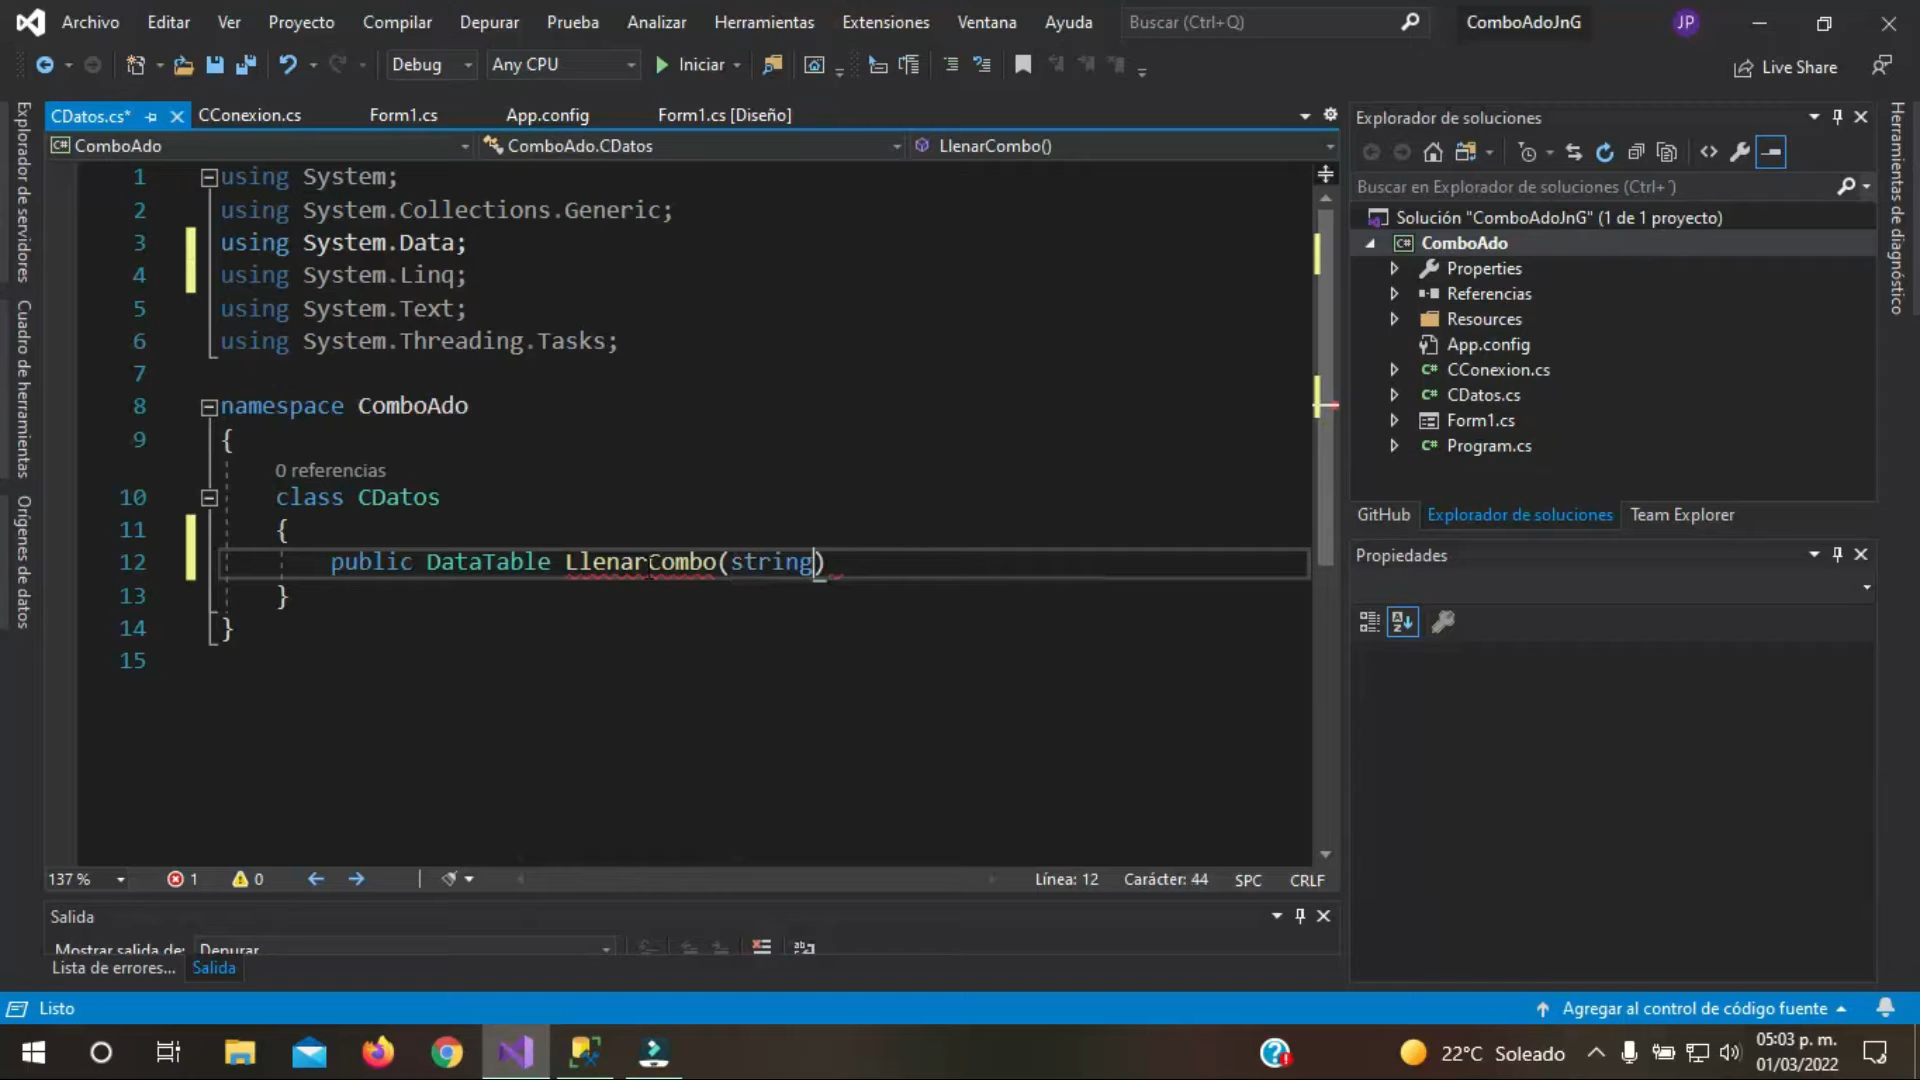 Archivo Editar Ver Proyecto Compilar Depurar Prueba Analizar Herramientas Extensiones Ventana Ayuda Buscar (Ctrl+Q) ComboAdoJnG JP
Debug Any CPU Iniciar Live Share
CDatos.cs* CConexion.cs Form1.cs App.config Form1.cs [Diseño]
ComboAdo ComboAdo.CDatos LlenarCombo()
1 using System;
2 using System.Collections.Generic;
3 using System.Data;
4 using System.Linq;
5 using System.Text;
6 using System.Threading.Tasks;
7
8 namespace ComboAdo
9 {
0 referencias
10 class CDatos
11 {
12 public DataTable LlenarCombo(string)
13 }
14 }
15
137 % 1 0 Línea: 12 Carácter: 44 SPC CRLF
Salida
Mostrar salida de: Depurar
Lista de errores... Salida
Explorador de servidores
Cuadro de herramientas
Orígenes de datos
Explorador de soluciones
Buscar en Explorador de soluciones (Ctrl+´)
Solución "ComboAdoJnG" (1 de 1 proyecto)
ComboAdo
Properties
Referencias
Resources
App.config
CConexion.cs
CDatos.cs
Form1.cs
Program.cs
GitHub Explorador de soluciones Team Explorer
Propiedades
Herramientas de diagnóstico
Listo Agregar al control de código fuente
22°C Soleado 05:03 p. m.
01/03/2022